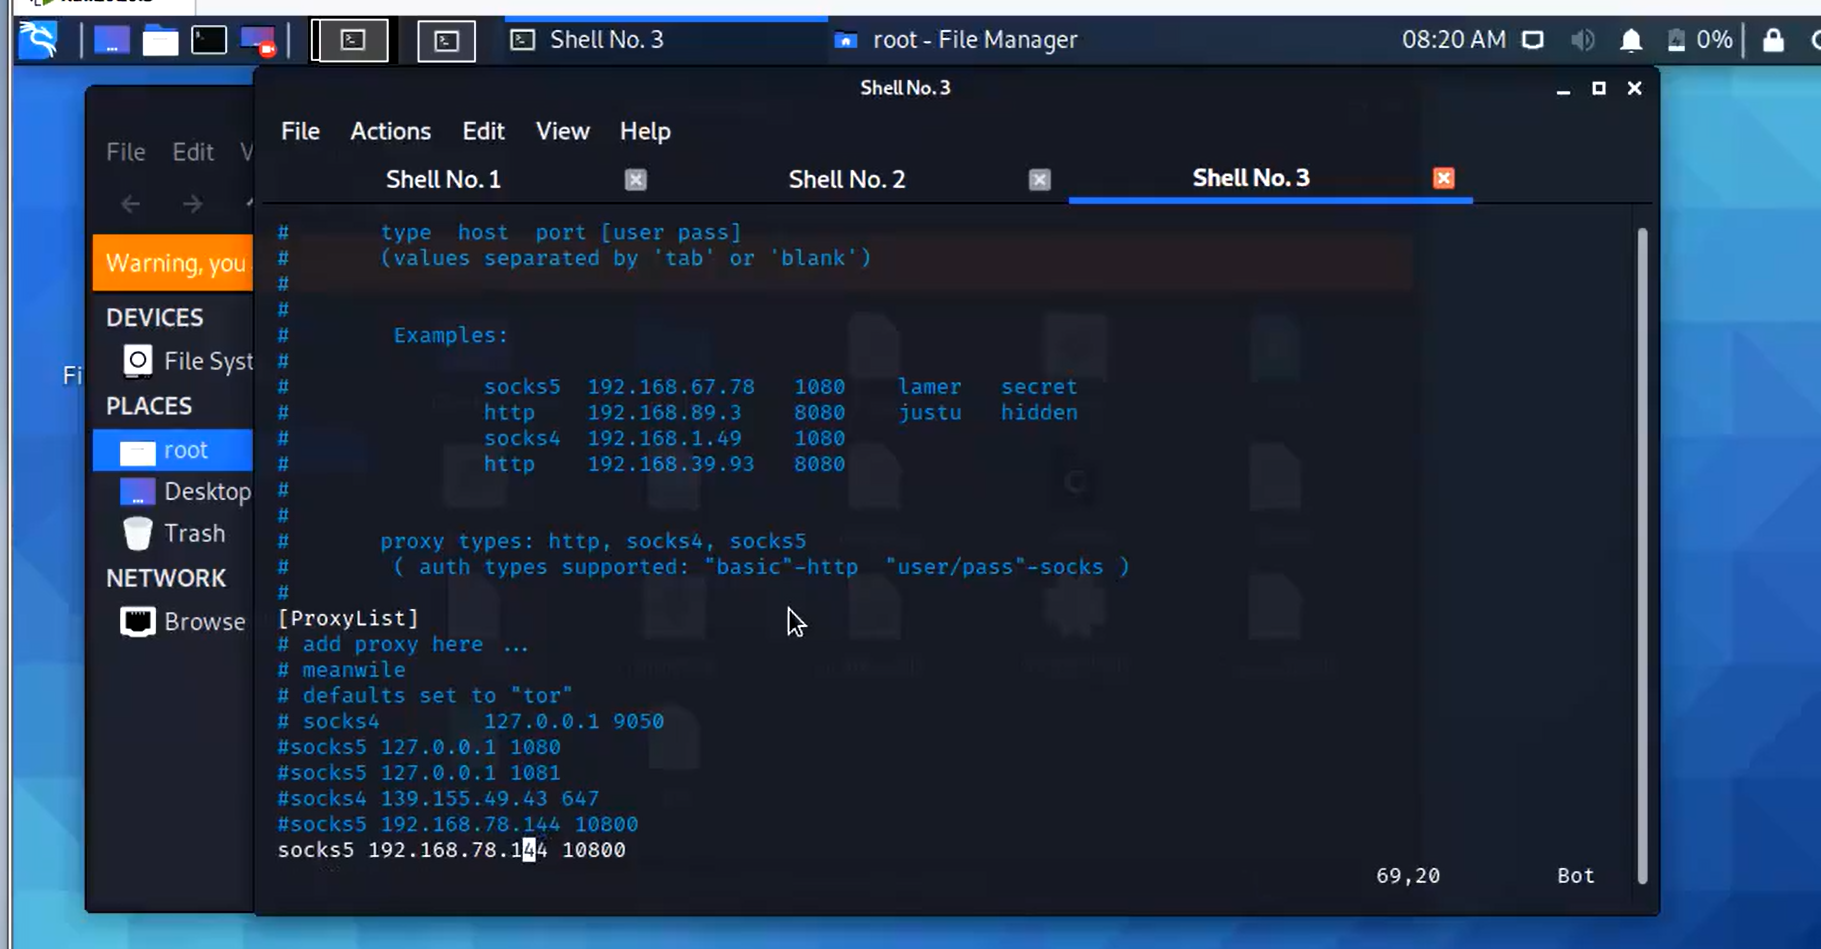 Shell No. 3
root - File Manager
08:20 AM
0%
Shell No. 3
File Actions Edit View Help
Shell No. 1
Shell No. 2
Shell No. 3
File Edit V
Warning, you
DEVICES
File Syst
PLACES
root
Desktop
Trash
NETWORK
Browse
Fi
#       type  host  port [user pass]
#       (values separated by 'tab' or 'blank')
#
#
#        Examples:
#
#               socks5  192.168.67.78   1080    lamer   secret
#               http    192.168.89.3    8080    justu   hidden
#               socks4  192.168.1.49    1080
#               http    192.168.39.93   8080
#
#
#       proxy types: http, socks4, socks5
#        ( auth types supported: "basic"-http  "user/pass"-socks )
#
[ProxyList]
# add proxy here ...
# meanwile
# defaults set to "tor"
# socks4        127.0.0.1 9050
#socks5 127.0.0.1 1080
#socks5 127.0.0.1 1081
#socks4 139.155.49.43 647
#socks5 192.168.78.144 10800
socks5 192.168.78.144 10800
69,20
Bot